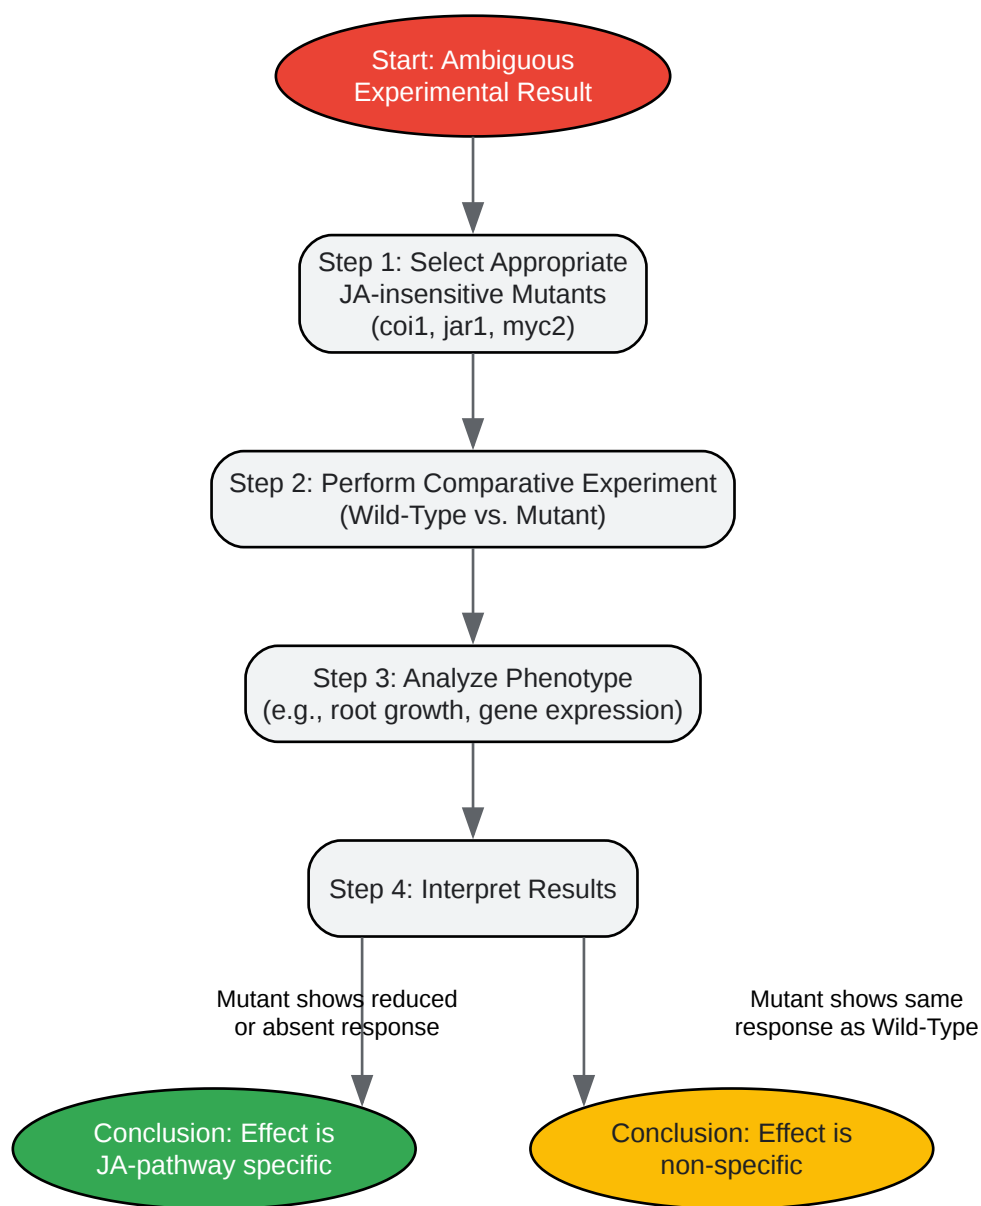 Start: Ambiguous
Experimental Result
Step 1: Select Appropriate
JA-insensitive Mutants
(coi1, jar1, myc2)
Step 2: Perform Comparative Experiment
(Wild-Type vs. Mutant)
Step 3: Analyze Phenotype
(e.g., root growth, gene expression)
Step 4: Interpret Results
Mutant shows reduced
or absent response
Mutant shows same
response as Wild-Type
Conclusion: Effect is
JA-pathway specific
Conclusion: Effect is
non-specific